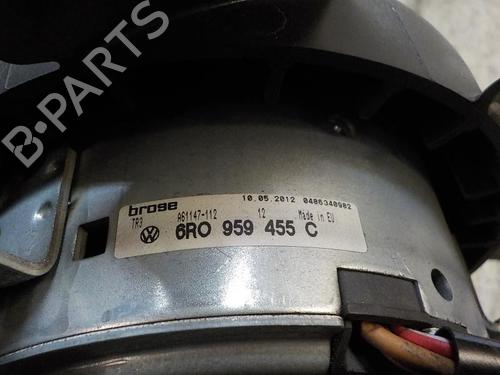 B-PARTS
brose 10.05.2012 0486340982
TR3 A61147-112 12 Made in EU
6R0 959 455 C